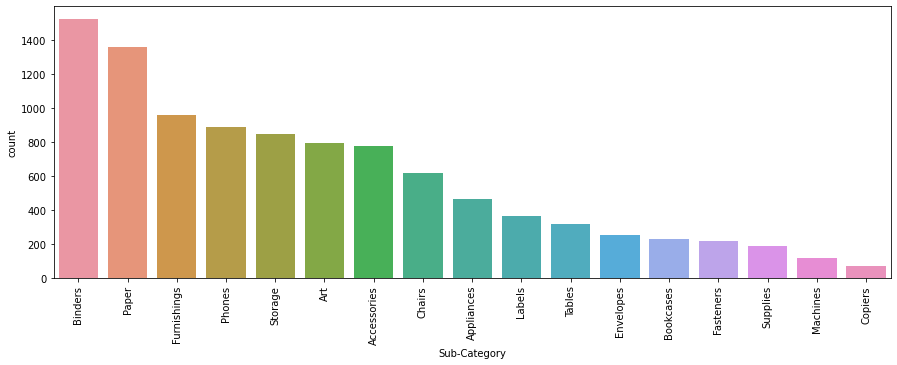 1400
1200
1000
800
600
400
200
0
count
Binders
Paper
Furnishings
Phones
Storage
Art
Accessories
Chairs
Appliances
Labels
Tables
Envelopes
Bookcases
Fasteners
Supplies
Machines
Copiers
Sub-Category